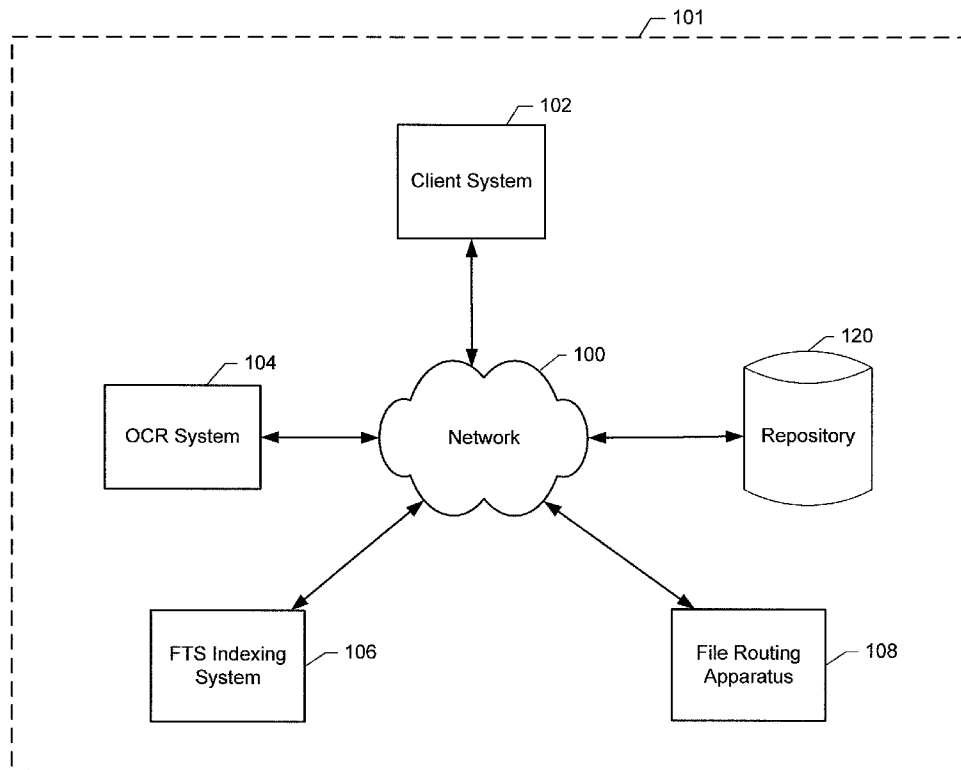 101
102
Client System
104
OCR System
100
Network
120
Repository
FTS Indexing
System
106
File Routing
Apparatus
108